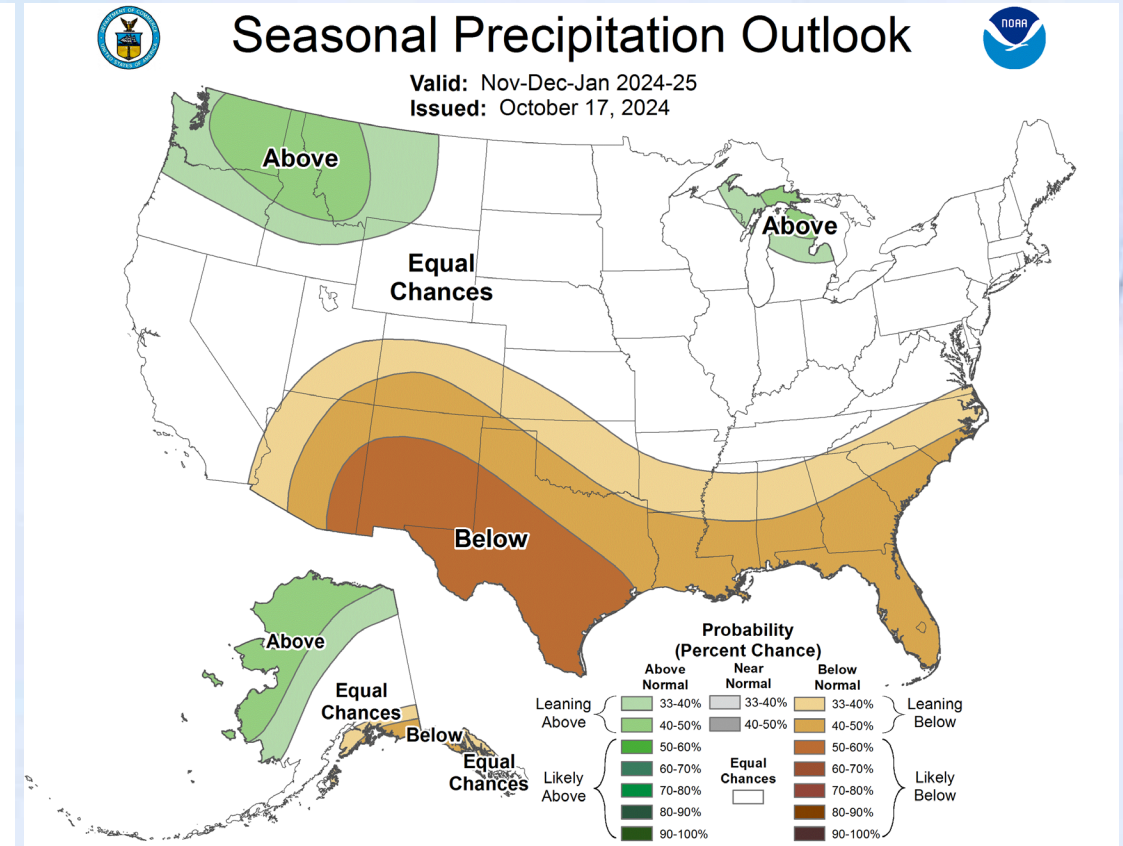 Seasonal Precipitation Outlook
NOAA
Valid: Nov-Dec-Jan 2024-25
Issued: October 17, 2024
Above
Above
Equal
Chances
Below
Above
Equal
Chances
Below
Equal
Chances
Probability
(Percent Chance)
Above
Normal
Near
Normal
Below
Normal
Leaning
Above
33-40%
40-50%
33-40%
40-50%
33-40%
40-50%
Leaning
Below
Likely
Above
50-60%
60-70%
70-80%
80-90%
90-100%
Equal
Chances
50-60%
60-70%
70-80%
80-90%
90-100%
Likely
Below